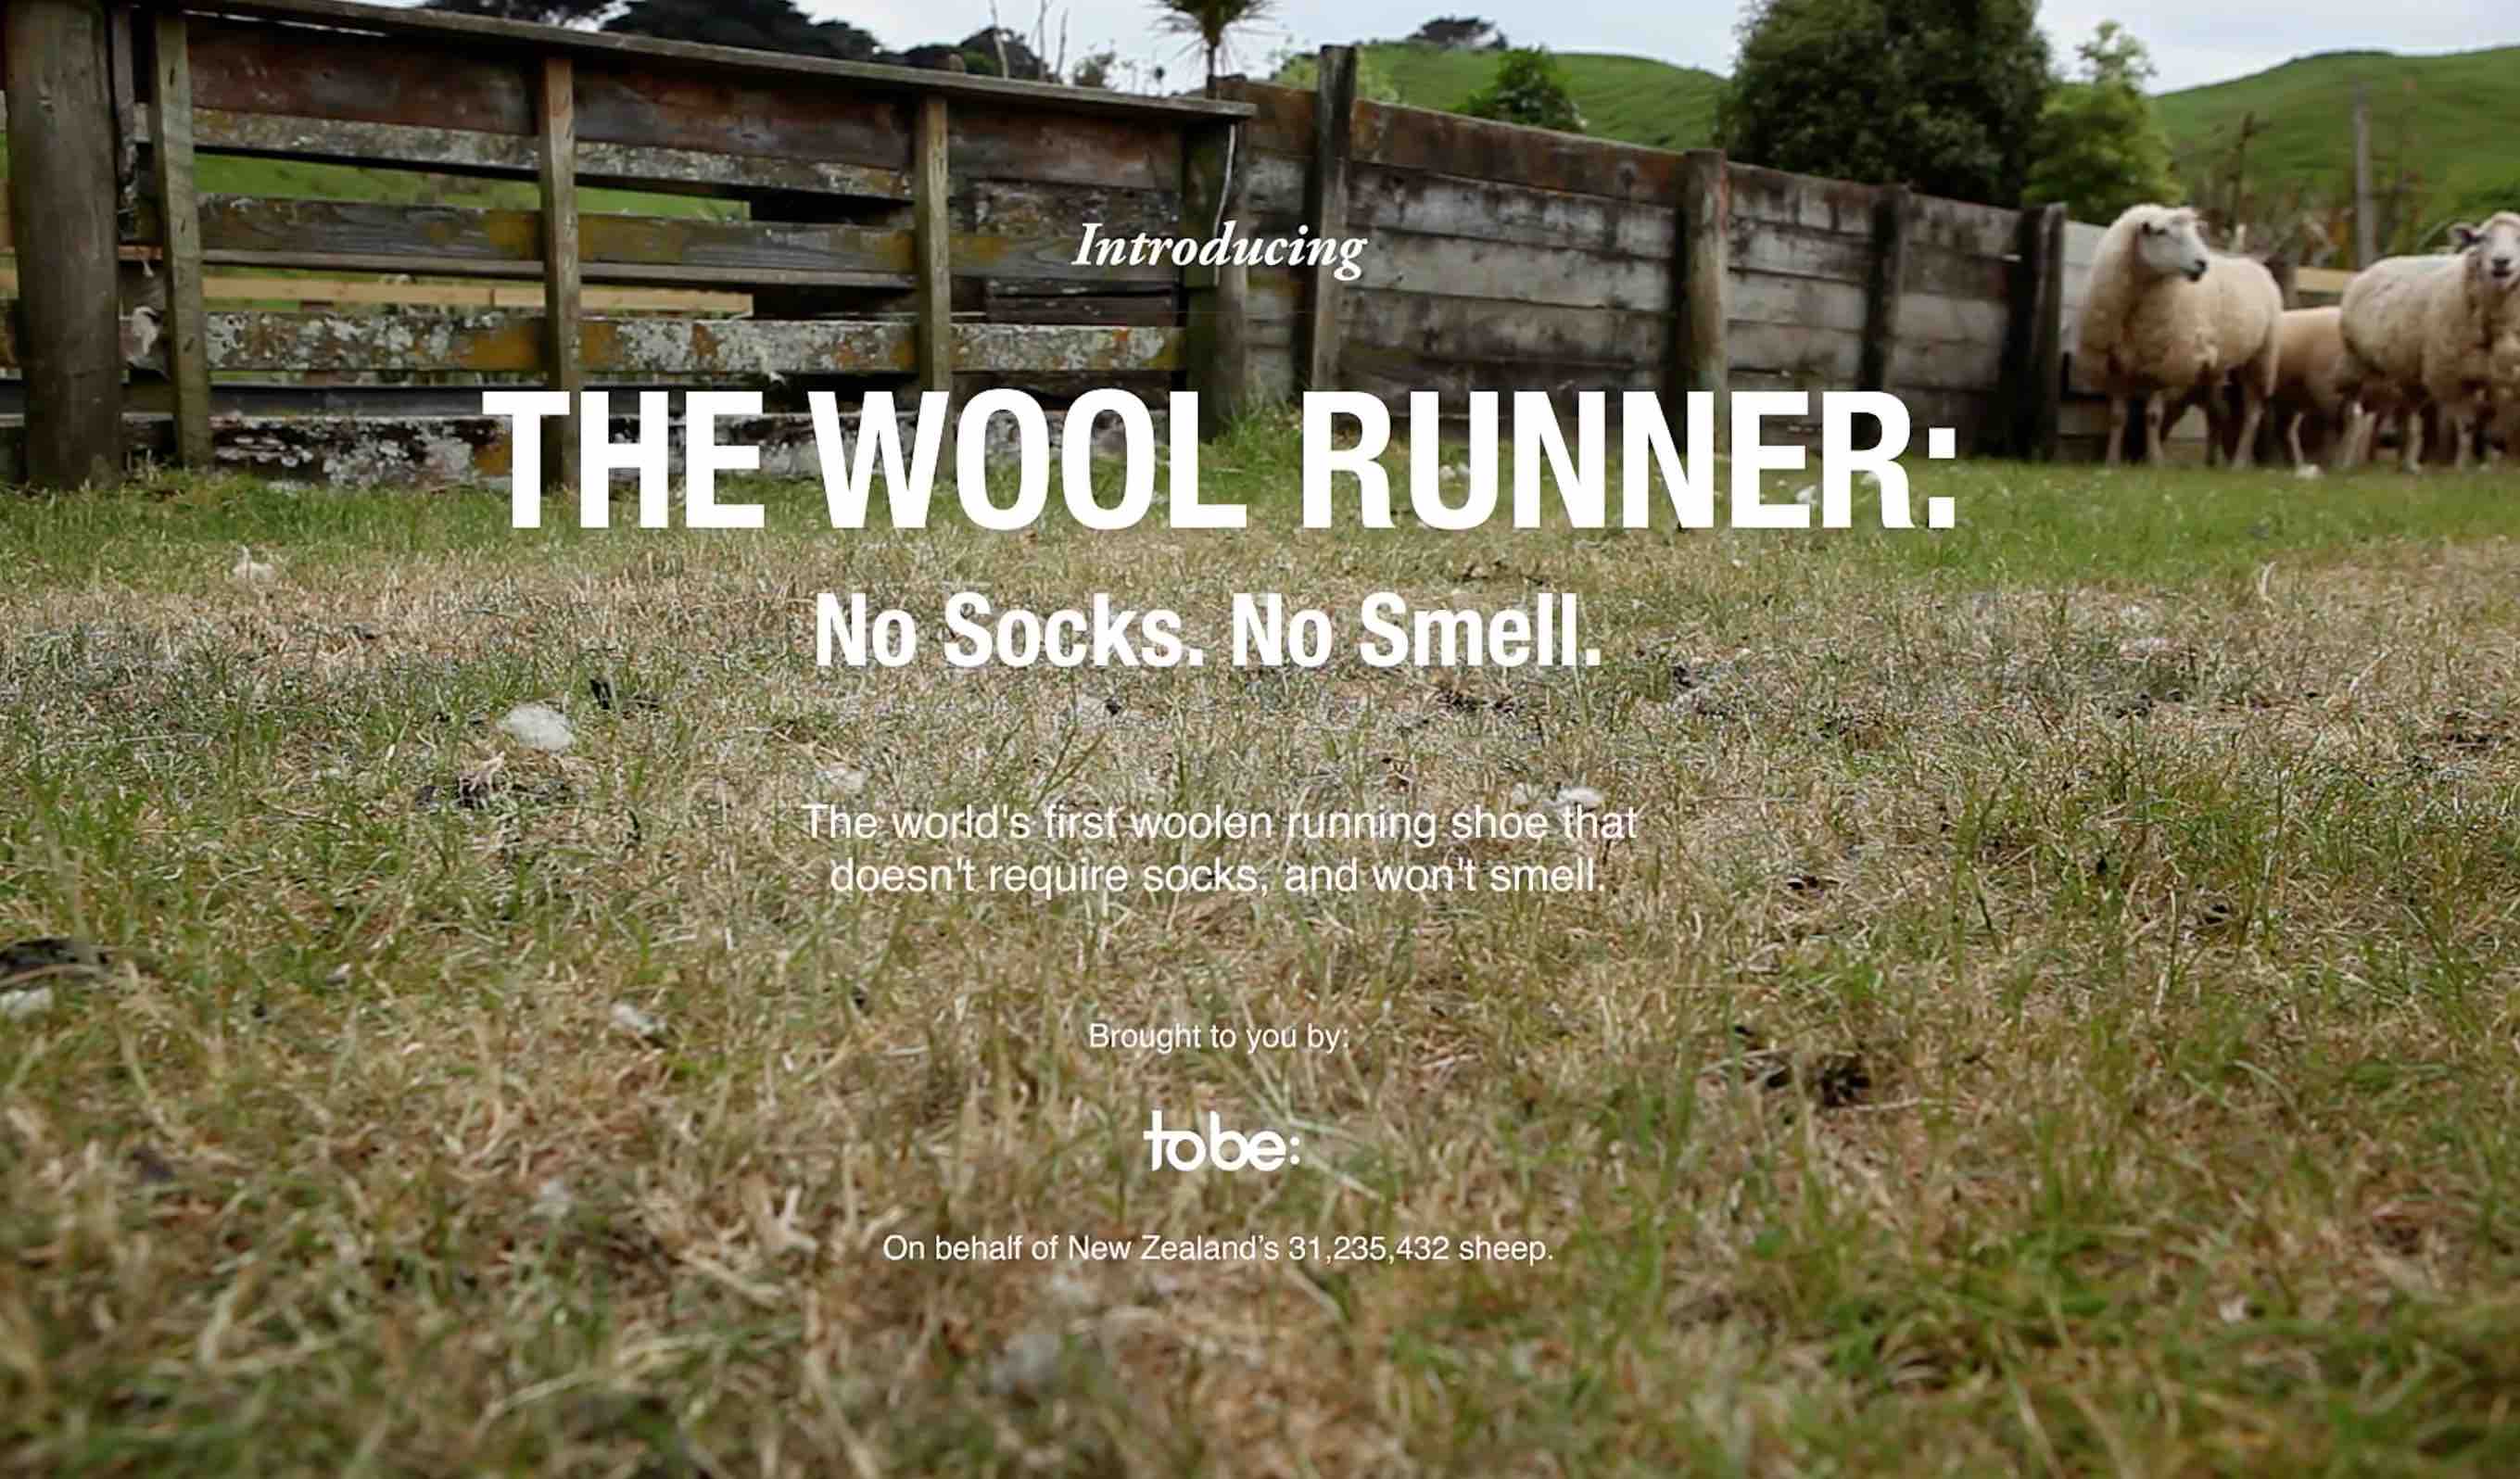 Introducing
THE WOOL RUNNER:
No Socks. No Smell.
The world's first woolen running shoe that
doesn't require socks, and won't smell.
Brought to you by:
tobe:
On behalf of New Zealand’s 31,235,432 sheep.